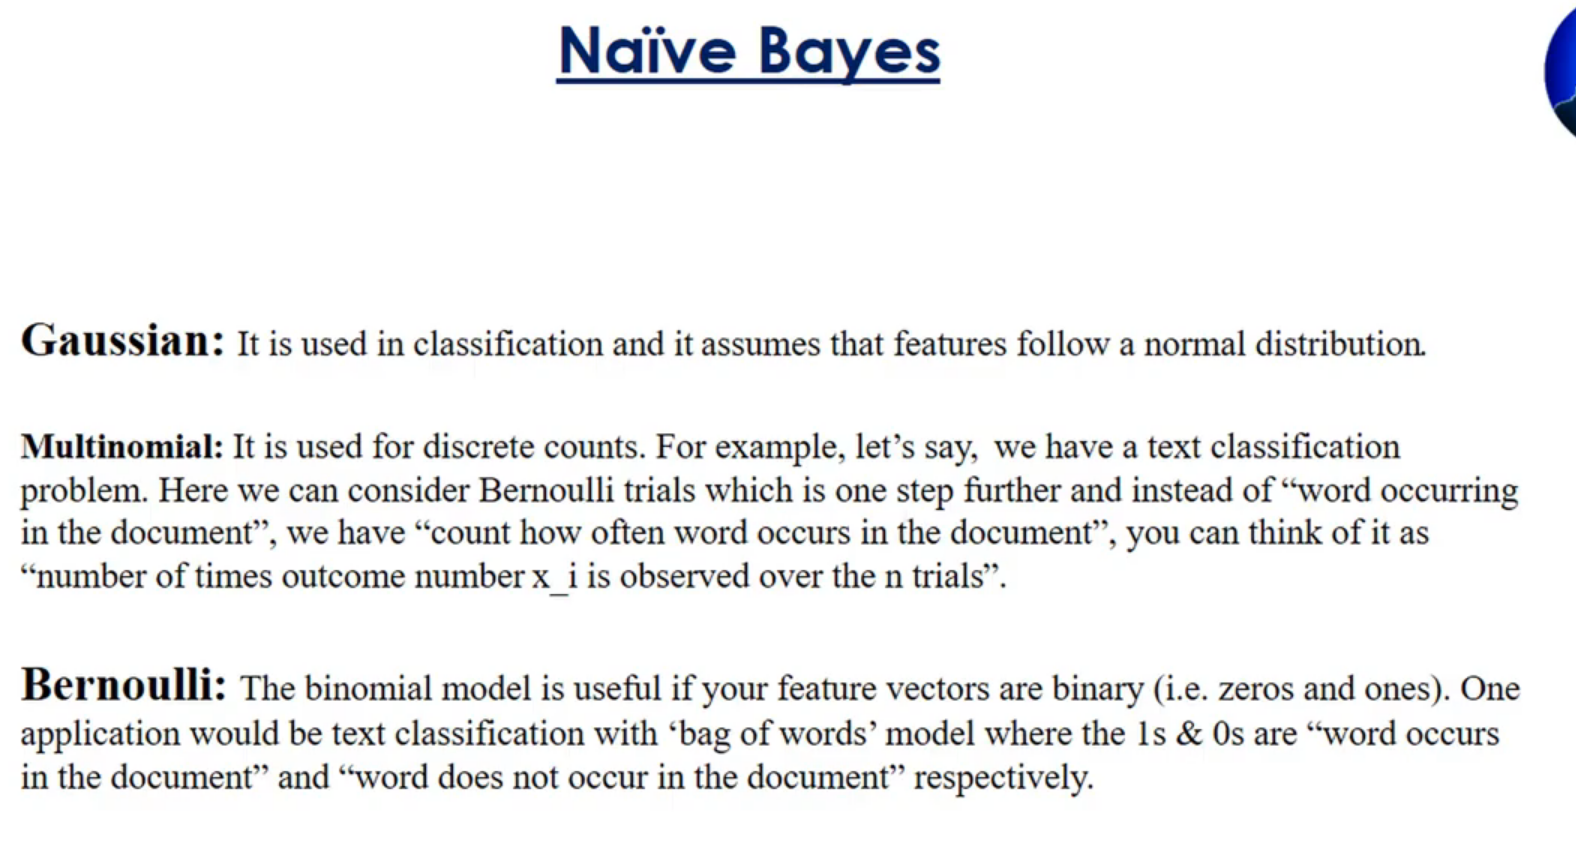 Naïve Bayes
Gaussian: It is used in classification and it assumes that features follow a normal distribution.
Multinomial: It is used for discrete counts. For example, let’s say,  we have a text classification
problem. Here we can consider Bernoulli trials which is one step further and instead of “word occurring
in the document”, we have “count how often word occurs in the document”, you can think of it as
“number of times outcome number x_i is observed over the n trials”.
Bernoulli: The binomial model is useful if your feature vectors are binary (i.e. zeros and ones). One
application would be text classification with ‘bag of words’ model where the 1s & 0s are “word occurs
in the document” and “word does not occur in the document” respectively.